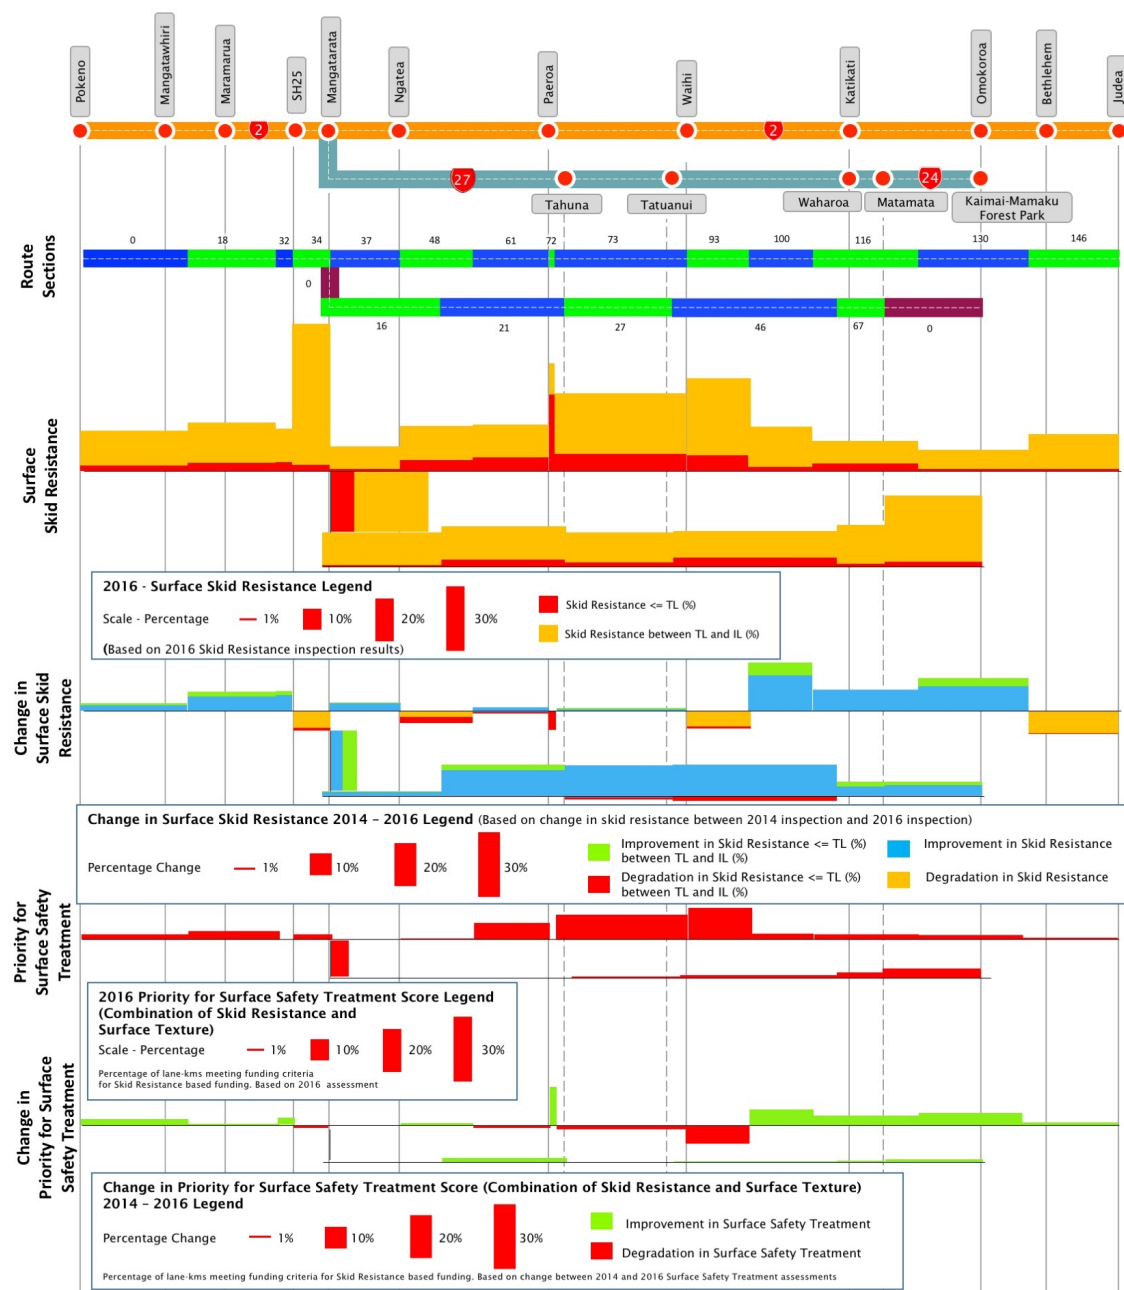 Pokeno
Mangatawhiri
Maramarua
SH25
Mangatarata
Ngatea
Paeroa
Waihi
Katikati
Omokoroa
Bethlehem
Judea
2
2
27
24
Tahuna
Tatuanui
Waharoa
Matamata
Kaimai-Mamaku
Forest Park
Route
Sections
0
18
32
34
37
48
61
72
73
93
100
116
130
146
0
16
21
27
46
67
0
Surface
Skid Resistance
2016 - Surface Skid Resistance Legend
Scale - Percentage
1%
10%
20%
30%
Skid Resistance <= TL (%)
Skid Resistance between TL and IL (%)
(Based on 2016 Skid Resistance inspection results)
Change in
Surface Skid
Resistance
Change in Surface Skid Resistance 2014 – 2016 Legend (Based on change in skid resistance between 2014 inspection and 2016 inspection)
Percentage Change
1%
10%
20%
30%
Improvement in Skid Resistance <= TL (%)
between TL and IL (%)
Improvement in Skid Resistance
Degradation in Skid Resistance <= TL (%)
between TL and IL (%)
Degradation in Skid Resistance
Priority for
Surface Safety
Treatment
2016 Priority for Surface Safety Treatment Score Legend
(Combination of Skid Resistance and
Surface Texture)
Scale - Percentage
1%
10%
20%
30%
Percentage of lane-kms meeting funding criteria
for Skid Resistance based funding. Based on 2016 assessment
Change in
Priority for Surface
Safety Treatment
Change in Priority for Surface Safety Treatment Score (Combination of Skid Resistance and Surface Texture)
2014 – 2016 Legend
Percentage Change
1%
10%
20%
30%
Improvement in Surface Safety Treatment
Degradation in Surface Safety Treatment
Percentage of lane-kms meeting funding criteria for Skid Resistance based funding. Based on change between 2014 and 2016 Surface Safety Treatment assessments